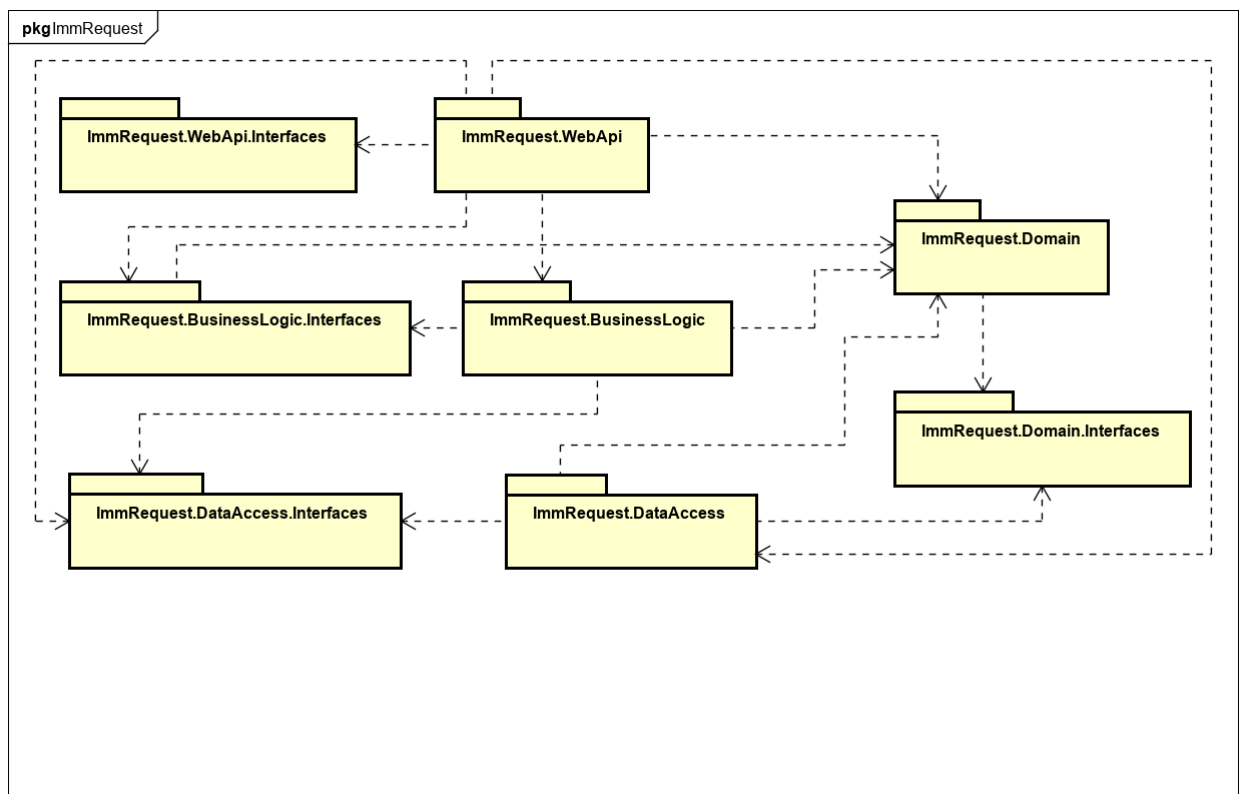 pkg ImmRequest
ImmRequest.WebApi.Interfaces
ImmRequest.WebApi
ImmRequest.Domain
ImmRequest.BusinessLogic.Interfaces
ImmRequest.BusinessLogic
ImmRequest.Domain.Interfaces
ImmRequest.DataAccess.Interfaces
ImmRequest.DataAccess